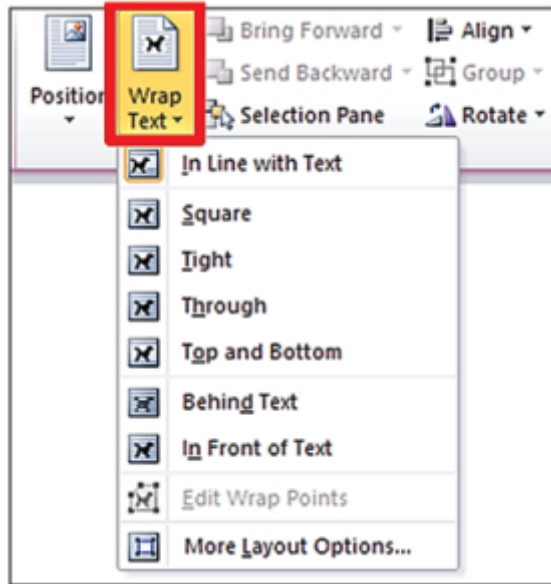 Position
Wrap
Text
Bring Forward
Send Backward
Selection Pane
Align
Group
Rotate
In Line with Text
Square
Tight
Through
Top and Bottom
Behind Text
In Front of Text
Edit Wrap Points
More Layout Options...